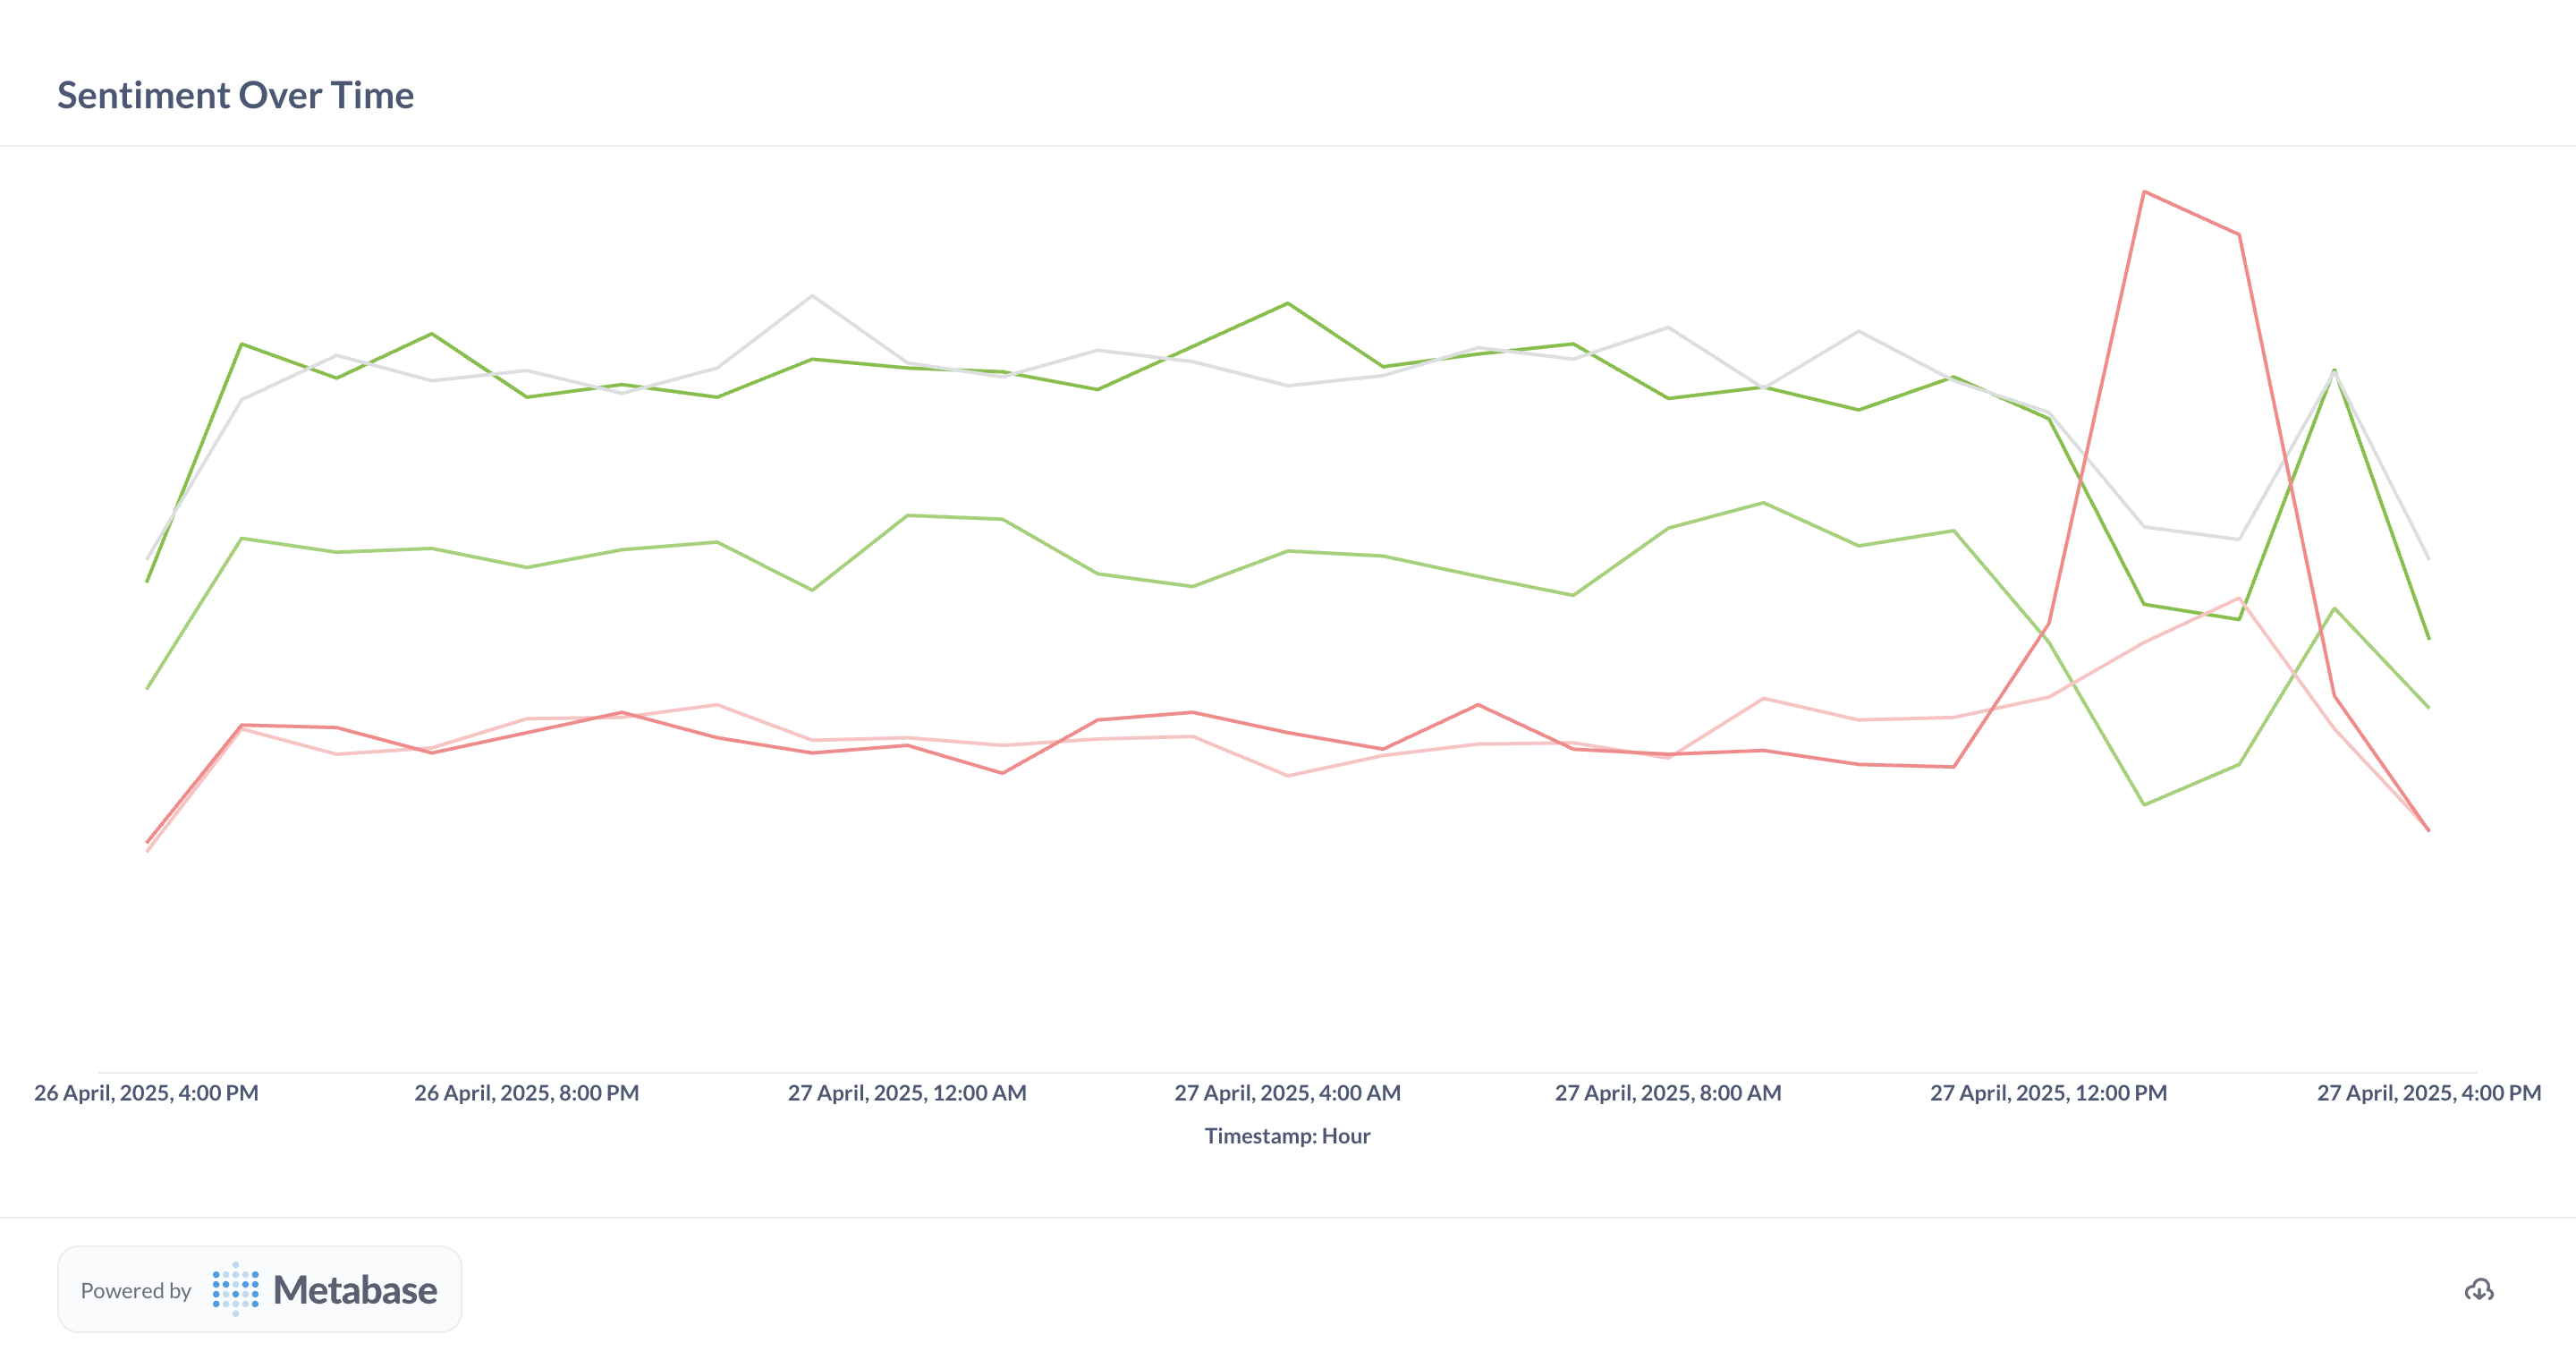 Sentiment Over Time
26 April, 2025, 4:00 PM
26 April, 2025, 8:00 PM
27 April, 2025, 12:00 AM
27 April, 2025, 4:00 AM
27 April, 2025, 8:00 AM
27 April, 2025, 12:00 PM
27 April, 2025, 4:00 PM
Timestamp: Hour
Powered by Metabase